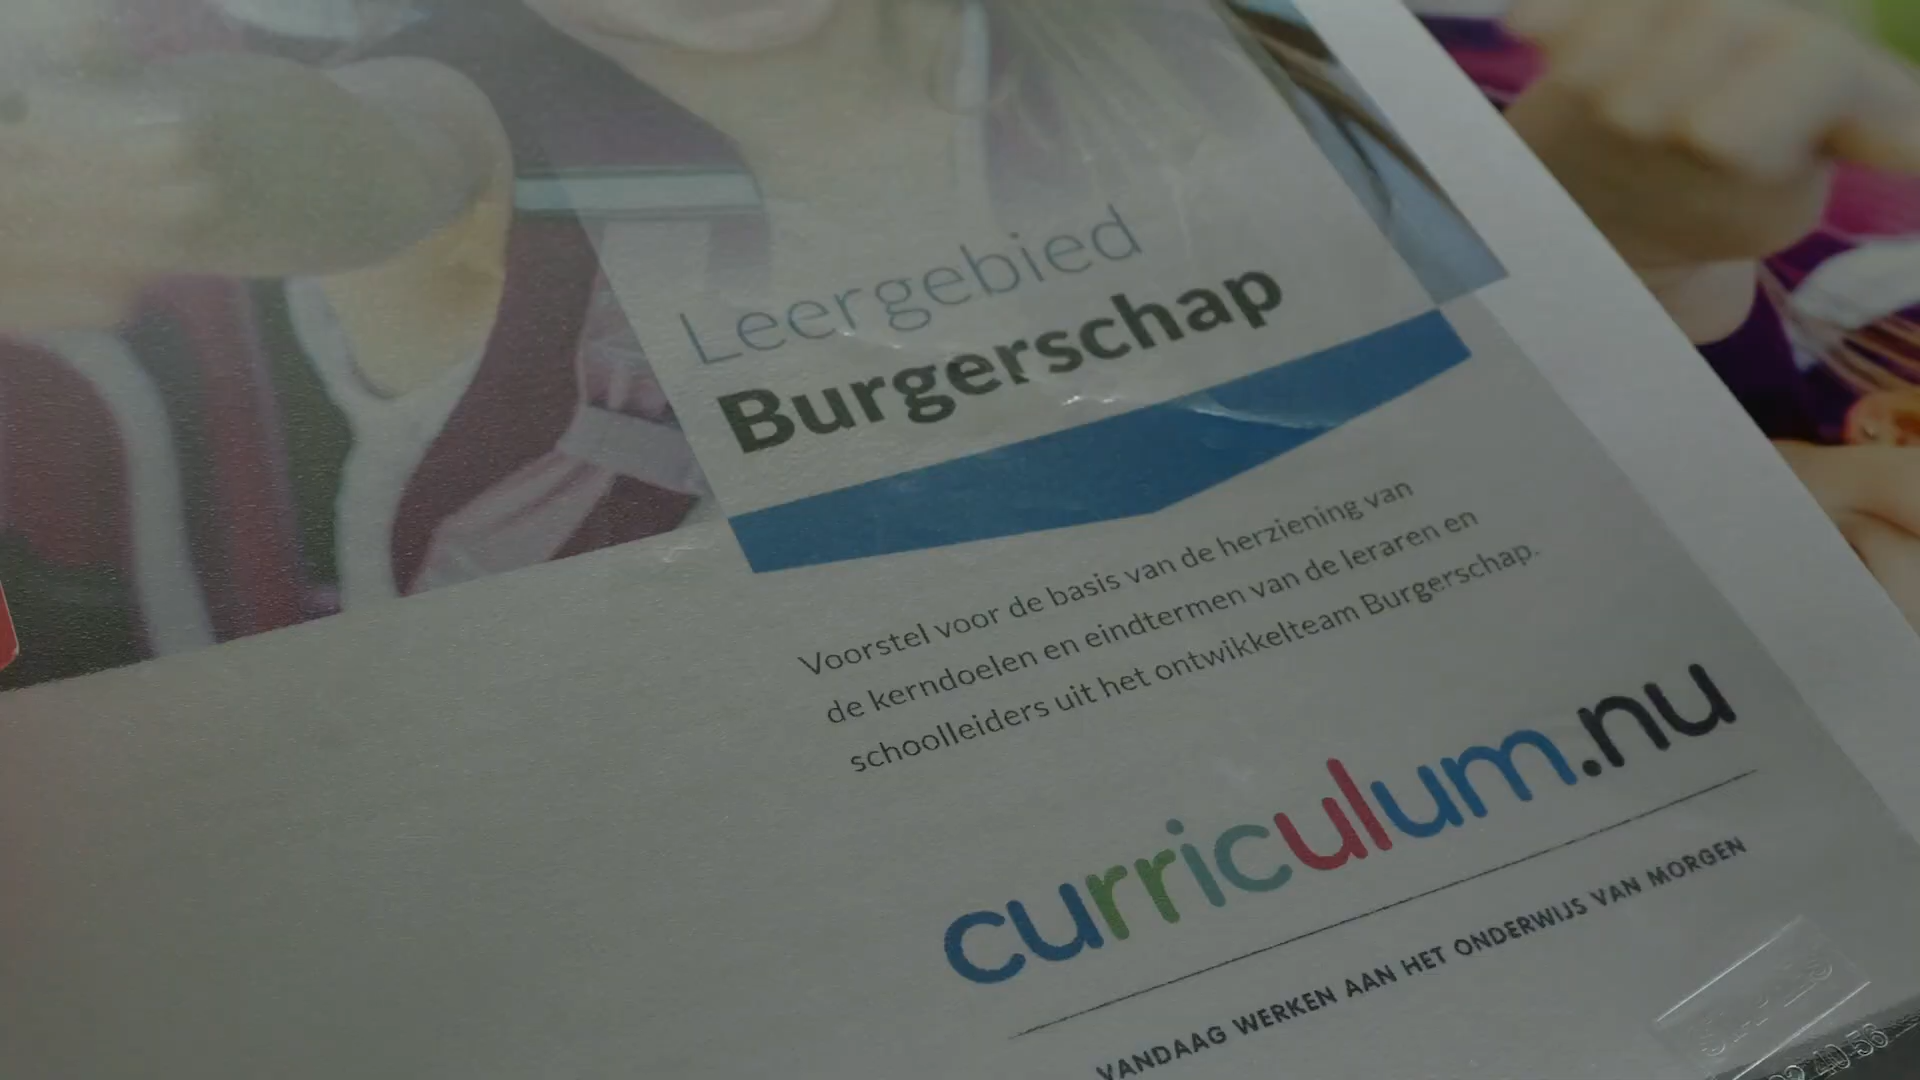 Leergebied
Burgerschap
Voorstel voor de basis van de herziening van
de kerndoelen en eindtermen van de leraren en
schoolleiders uit het ontwikkelteam Burgerschap.
curriculum.nu
VANDAAG WERKEN AAN HET ONDERWIJS VAN MORGEN